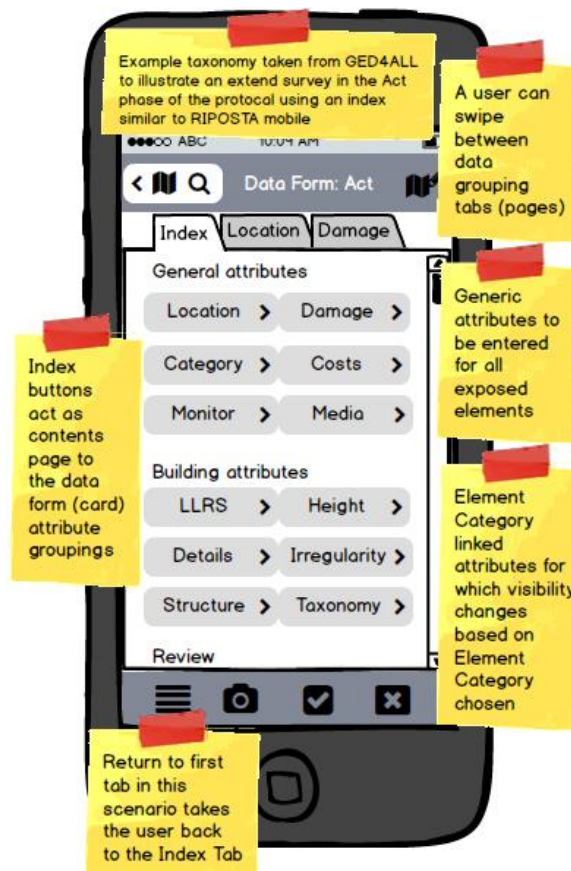 Example taxonomy taken from GED4ALL
to illustrate an extend survey in the Act
phase of the protocal using an index
similar to RIPOSTA mobile
ABC
10:09 AM
Data Form: Act
Index
Location
Damage
General attributes
Location > Damage >
Category > Costs >
Monitor > Media >
Building attributes
LLRS > Height >
Details > Irregularity >
Structure > Taxonomy >
Review
A user can
swipe
between
data
grouping
tabs (pages)
Generic
attributes to
be entered
for all
exposed
elements
Index
buttons
act as
contents
page to
the data
form (card)
attribute
groupings
Element
Category
linked
attributes for
which visibility
changes
based on
Element
Category
chosen
Return to first
tab in this
scenario takes
the user back
to the Index Tab